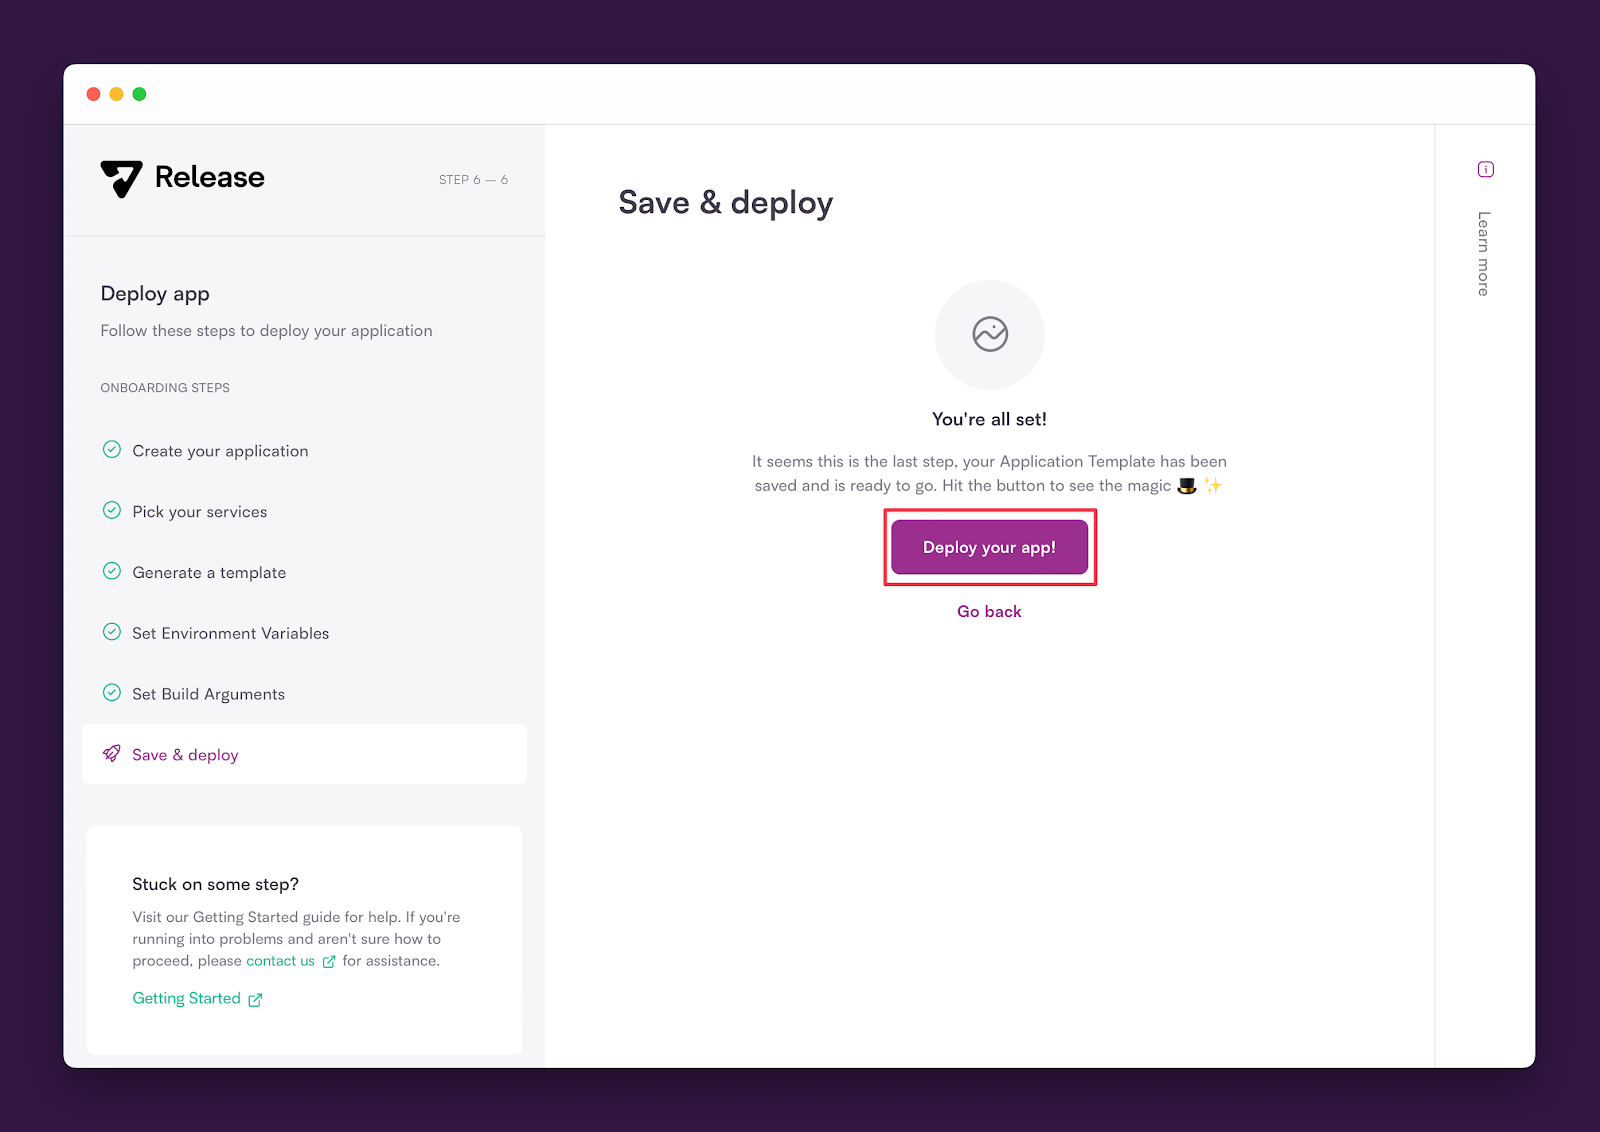 Release
STEP 6 — 6
Deploy app
Follow these steps to deploy your application
ONBOARDING STEPS
Create your application
Pick your services
Generate a template
Set Environment Variables
Set Build Arguments
Save & deploy
Stuck on some step?
Visit our Getting Started guide for help. If you're
running into problems and aren't sure how to
proceed, please contact us for assistance.
Getting Started
Save & deploy
You're all set!
It seems this is the last step, your Application Template has been
saved and is ready to go. Hit the button to see the magic 🎩 ✨
Deploy your app!
Go back
Learn more